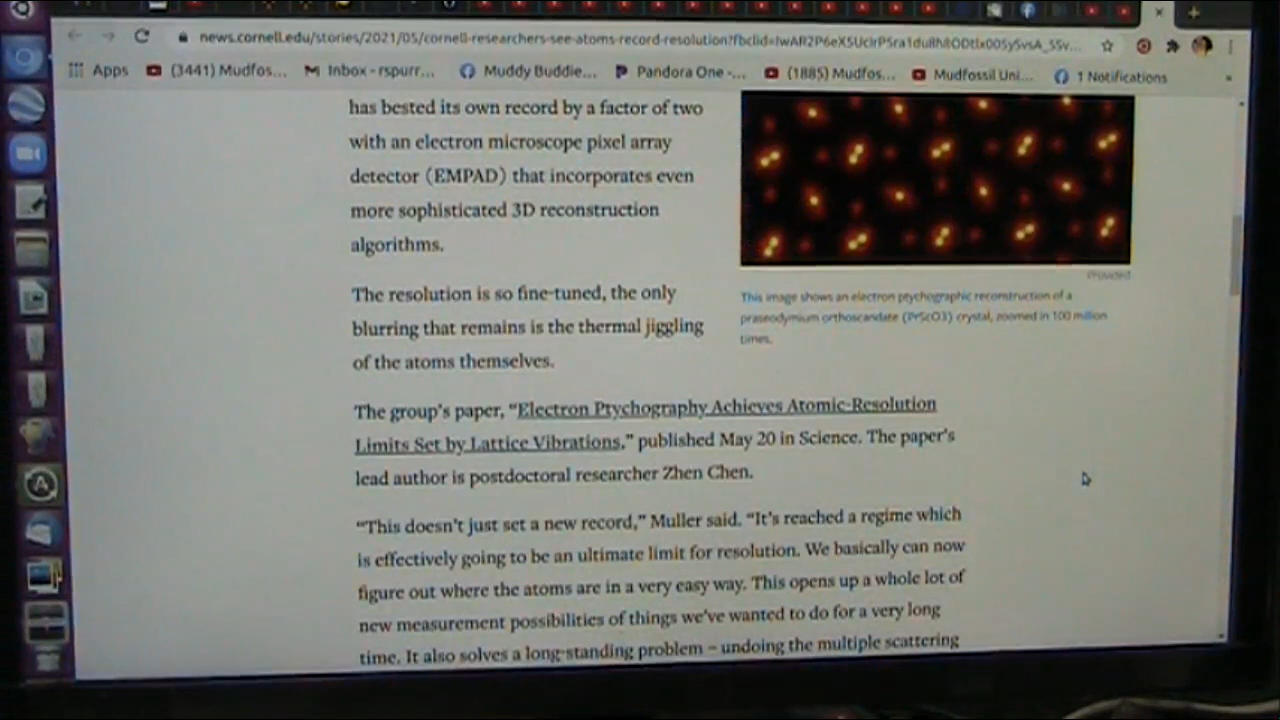 news.cornell.edu/stories/2021/05/cornell-researchers-see-atoms-record-resolution?fbclid=
Apps
(3441) Mudfos...
Inbox - rspurr...
Muddy Buddie...
Pandora One -...
(1885) Mudfos...
Mudfossil Uni...
1 Notifications
has bested its own record by a factor of two
with an electron microscope pixel array
detector (EMPAD) that incorporates even
more sophisticated 3D reconstruction
algorithms.
Provided
This image shows an electron ptychographic reconstruction of a
praseodymium orthoscandate (PrScO3) crystal, zoomed in 100 million
times.
The resolution is so fine-tuned, the only
blurring that remains is the thermal jiggling
of the atoms themselves.
The group's paper, “Electron Ptychography Achieves Atomic-Resolution
Limits Set by Lattice Vibrations,” published May 20 in Science. The paper's
lead author is postdoctoral researcher Zhen Chen.
“This doesn't just set a new record,” Muller said. “It's reached a regime which
is effectively going to be an ultimate limit for resolution. We basically can now
figure out where the atoms are in a very easy way. This opens up a whole lot of
new measurement possibilities of things we've wanted to do for a very long
time. It also solves a long-standing problem – undoing the multiple scattering